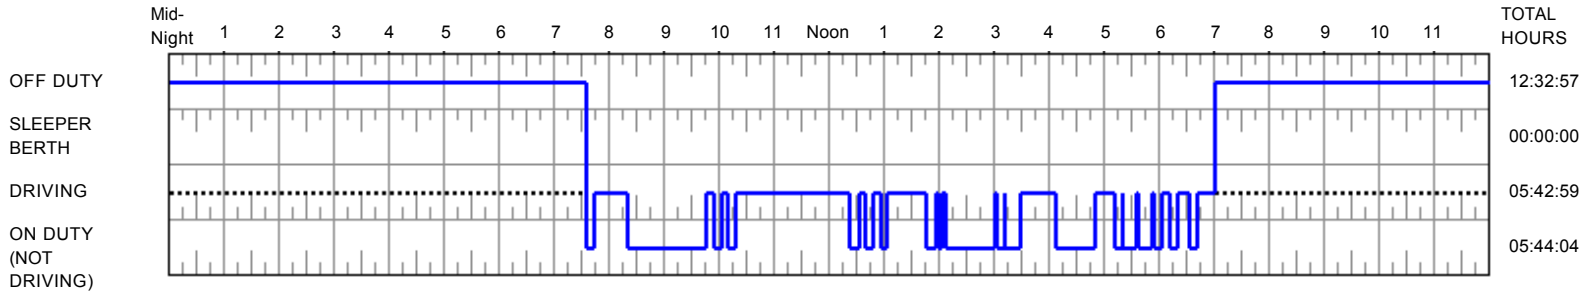 Mid-
Night 1 2 3 4 5 6 7 8 9 10 11 Noon 1 2 3 4 5 6 7 8 9 10 11 TOTAL
HOURS
OFF DUTY 12:32:57
SLEEPER
BERTH 00:00:00
DRIVING 05:42:59
ON DUTY
(NOT 05:44:04
DRIVING)